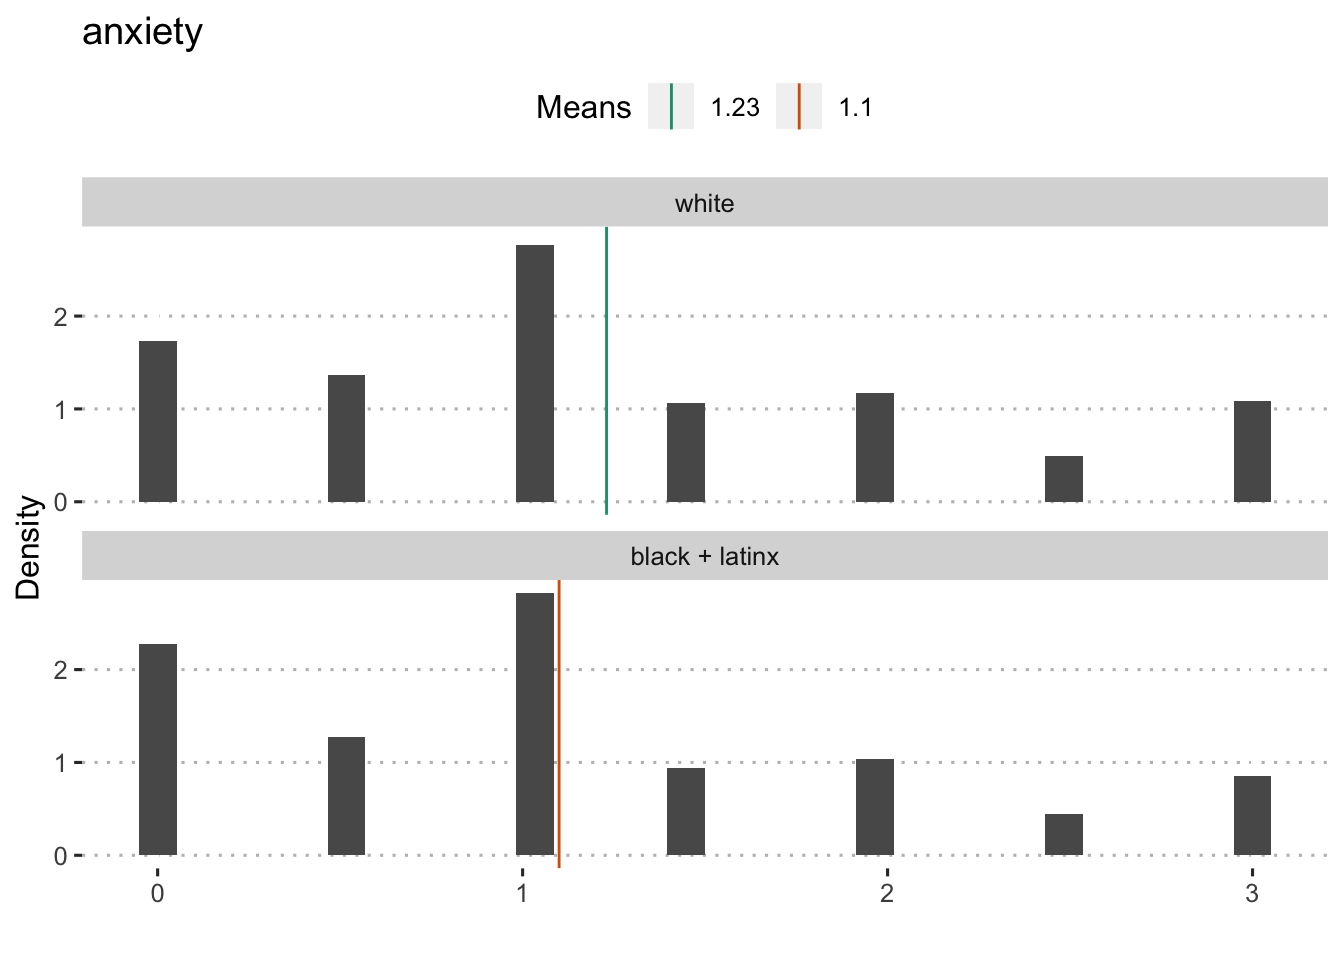 anxiety
Means 1.23 1.1
white
2
1
0
Density
black + latinx
2
1
0
0 1 2 3